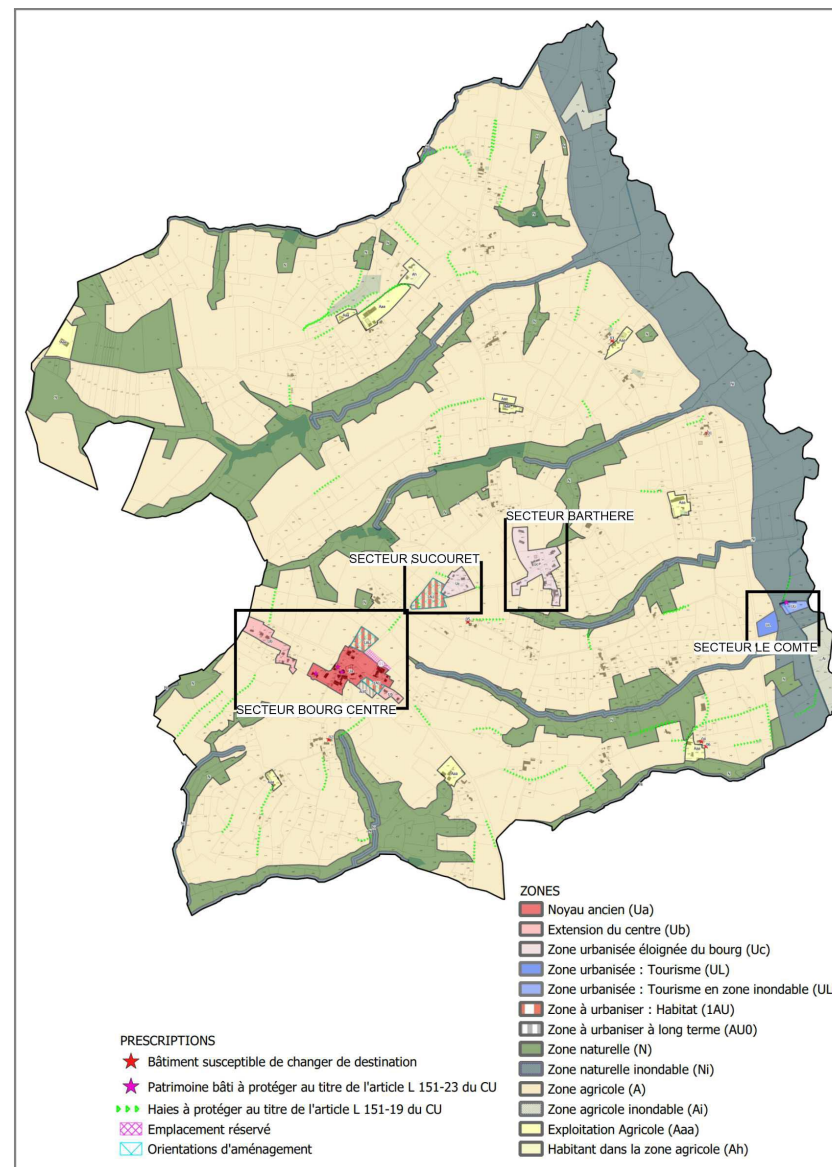 SECTEUR BARTHERE
SECTEUR SUCOURET
SECTEUR LE COMTE
SECTEUR BOURG CENTRE
ZONES
Noyau ancien (Ua)
Extension du centre (Ub)
Zone urbanisée éloignée du bourg (Uc)
Zone urbanisée : Tourisme (UL)
Zone urbanisée : Tourisme en zone inondable (UL
Zone à urbaniser : Habitat (1AU)
Zone à urbaniser à long terme (AU0)
Zone naturelle (N)
Zone naturelle inondable (Ni)
Zone agricole (A)
Zone agricole inondable (Ai)
Exploitation Agricole (Aaa)
Habitant dans la zone agricole (Ah)
PRESCRIPTIONS
Bâtiment susceptible de changer de destination
Patrimoine bâti à protéger au titre de l'article L 151-23 du CU
Haies à protéger au titre de l'article L 151-19 du CU
Emplacement réservé
Orientations d'aménagement